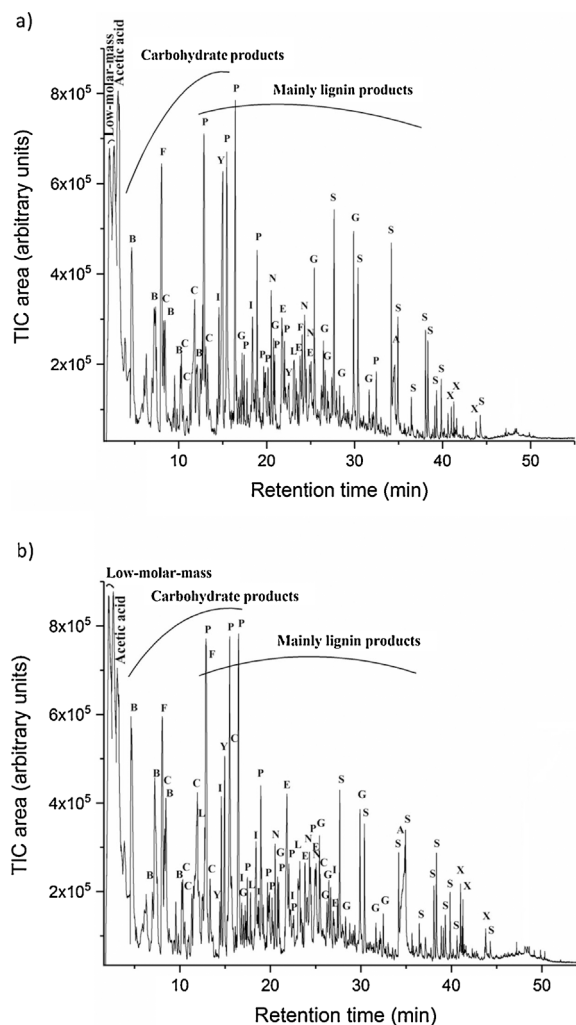 a)
Low-molar-mass
Acetic acid
Carbohydrate products
Mainly lignin products
TIC area (arbitrary units)
8x10⁵
6x10⁵
4x10⁵
2x10⁵
B B C B F B C C C B C P I Y P P I P G P P P N G P E P Y L E F N E N G G G S G G S P S A S S S S S S X X X S
10 20 30 40 50
Retention time (min)
b)
Low-molar-mass
Acetic acid
Carbohydrate products
Mainly lignin products
TIC area (arbitrary units)
8x10⁵
6x10⁵
4x10⁵
2x10⁵
B B B F C B B C C C L P F C Y I Y P C P I G P L I P I P P N G P E P I L E N P E N G C G G I E S G G S G G S A S S S S S S S X X X S
10 20 30 40 50
Retention time (min)